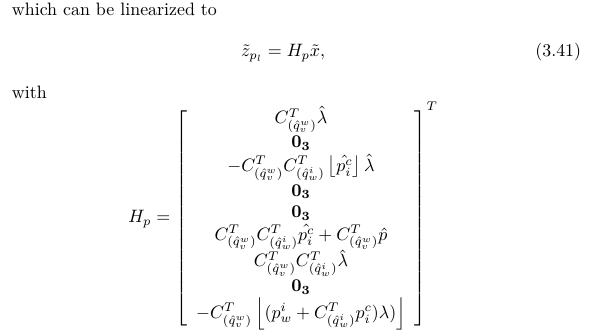 which can be linearized to
$\tilde{z}_{p_l} = H_p \tilde{x},$ (3.41)
with
$H_p = \begin{bmatrix} C^T_{(\hat{q}^w_v)} \hat{\lambda} \\ \mathbf{0_3} \\ -C^T_{(\hat{q}^w_v)} C^T_{(\hat{q}^i_w)} \left\lfloor \hat{p^c_i} \right\rfloor \hat{\lambda} \\ \mathbf{0_3} \\ \mathbf{0_3} \\ C^T_{(\hat{q}^w_v)} C^T_{(\hat{q}^i_w)} \hat{p^c_i} + C^T_{(\hat{q}^w_v)} \hat{p} \\ C^T_{(\hat{q}^w_v)} C^T_{(\hat{q}^i_w)} \hat{\lambda} \\ \mathbf{0_3} \\ -C^T_{(\hat{q}^w_v)} \left\lfloor (p^i_w + C^T_{(\hat{q}^i_w)} p^c_i) \lambda) \right\rfloor \end{bmatrix}^T$